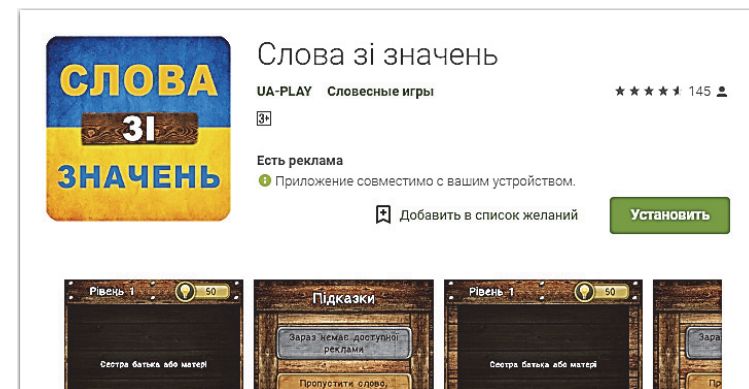 СЛОВА
ЗІ
ЗНАЧЕНЬ
Слова зі значень
UA-PLAY Словесные игры
145
3+
Есть реклама
Приложение совместимо с вашим устройством.
Добавить в список желаний
Установить
Рівень 1 50
Сестра батька або матері
Підказки
Зараз немає доступної
реклами
Пропустити слово,
Рівень 1 50
Сестра батька або матері
Зара
Пр